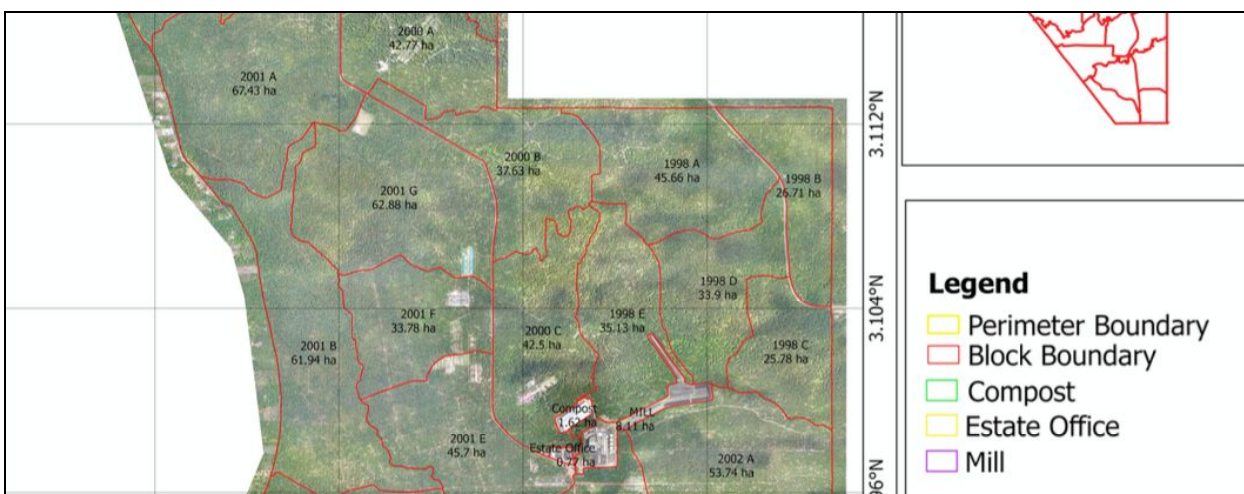 2000 A
42.77 ha
2001 A
67.43 ha
3.112°N
2000 B
37.63 ha
1998 A
45.66 ha
1998 B
26.71 ha
2001 G
62.88 ha
1998 D
33.9 ha
3.104°N
2001 F
33.78 ha
1998 E
35.13 ha
2000 C
42.5 ha
2001 B
61.94 ha
1998 C
25.78 ha
Compost
1.62 ha
MILL
8.11 ha
2001 E
45.7 ha
Estate Office
0.77 ha
2002 A
53.74 ha
96°N
Legend
Perimeter Boundary
Block Boundary
Compost
Estate Office
Mill